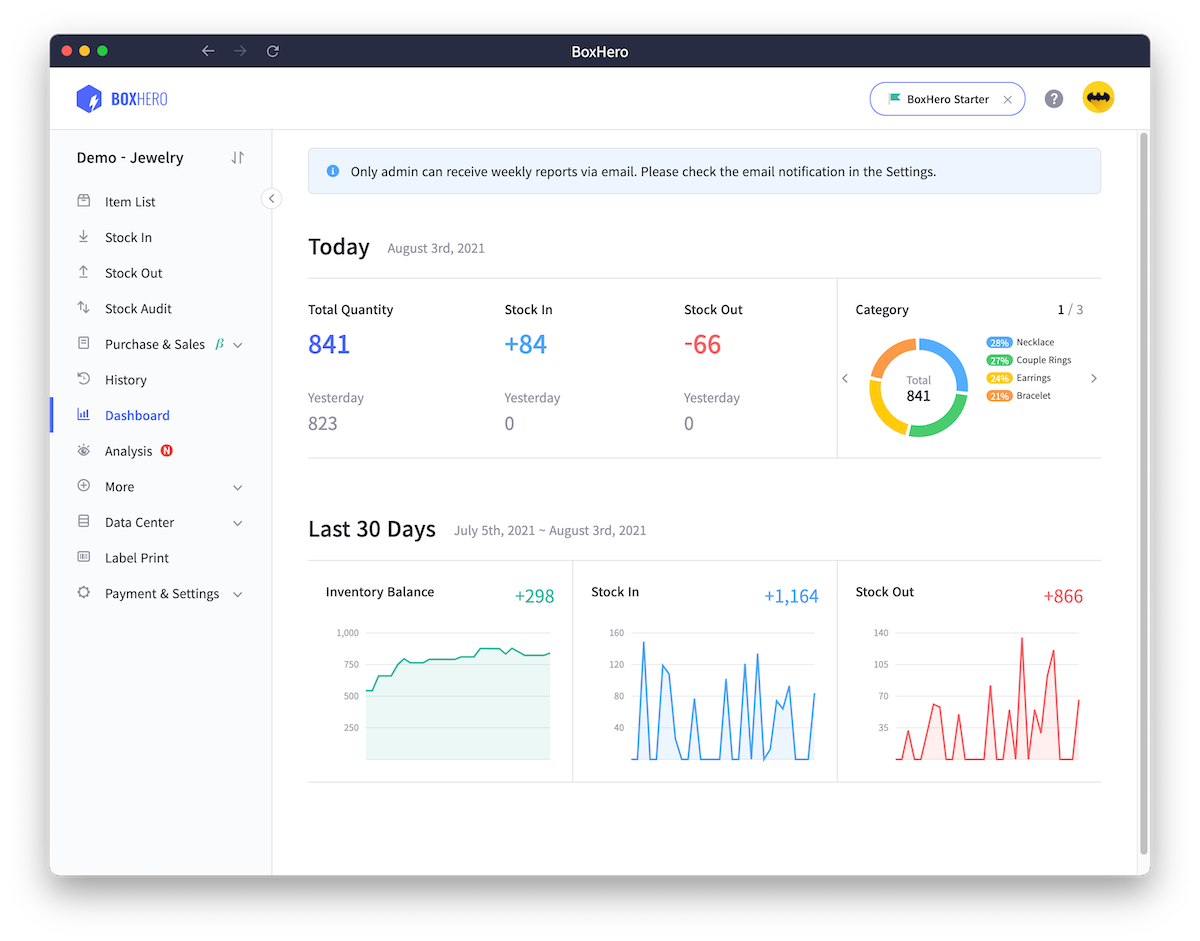 BoxHero
BOXHERO
BoxHero Starter
?
Demo - Jewelry
Item List
Stock In
Stock Out
Stock Audit
Purchase & Sales β
History
Dashboard
Analysis N
More
Data Center
Label Print
Payment & Settings
Only admin can receive weekly reports via email. Please check the email notification in the Settings.
Today August 3rd, 2021
Total Quantity
841
Yesterday
823
Stock In
+84
Yesterday
0
Stock Out
-66
Yesterday
0
Category 1 / 3
Total
841
28% Necklace
27% Couple Rings
24% Earrings
21% Bracelet
Last 30 Days July 5th, 2021 ~ August 3rd, 2021
Inventory Balance +298
1,000
750
500
250
Stock In +1,164
160
120
80
40
Stock Out +866
140
105
70
35